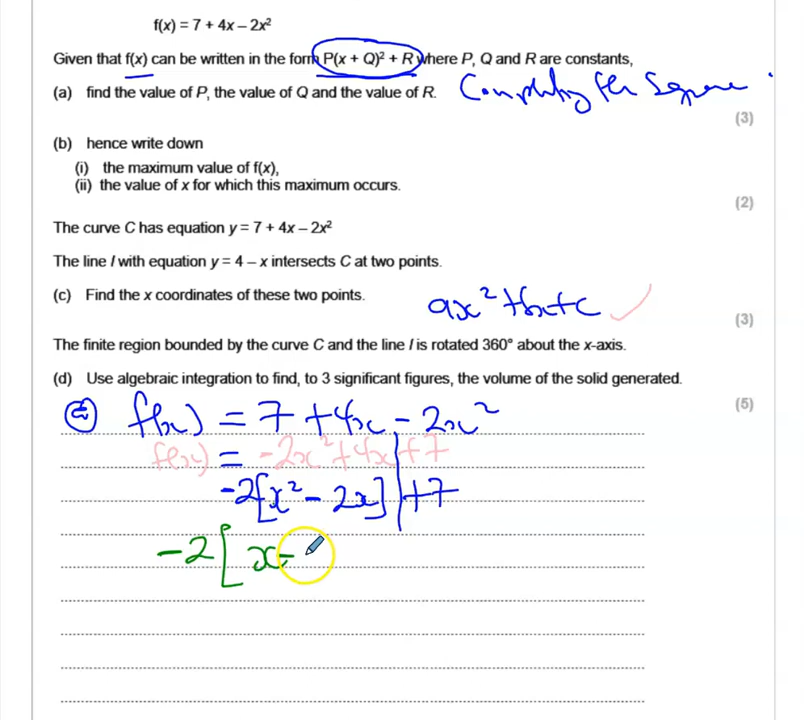 f(x) = 7 + 4x – 2x²
Given that f(x) can be written in the form P(x + Q)² + R where P, Q and R are constants,
(a) find the value of P, the value of Q and the value of R. Completing the Square
(3)
(b) hence write down
(i) the maximum value of f(x),
(ii) the value of x for which this maximum occurs.
(2)
The curve C has equation y = 7 + 4x – 2x²
The line l with equation y = 4 – x intersects C at two points.
(c) Find the x coordinates of these two points.
ax² + bx + c
(3)
The finite region bounded by the curve C and the line l is rotated 360° about the x-axis.
(d) Use algebraic integration to find, to 3 significant figures, the volume of the solid generated.
(5)
(a) f(x) = 7 + 4x - 2x²
f(x) = -2x² + 4x + 7
-2[x² - 2x] + 7
-2[x -